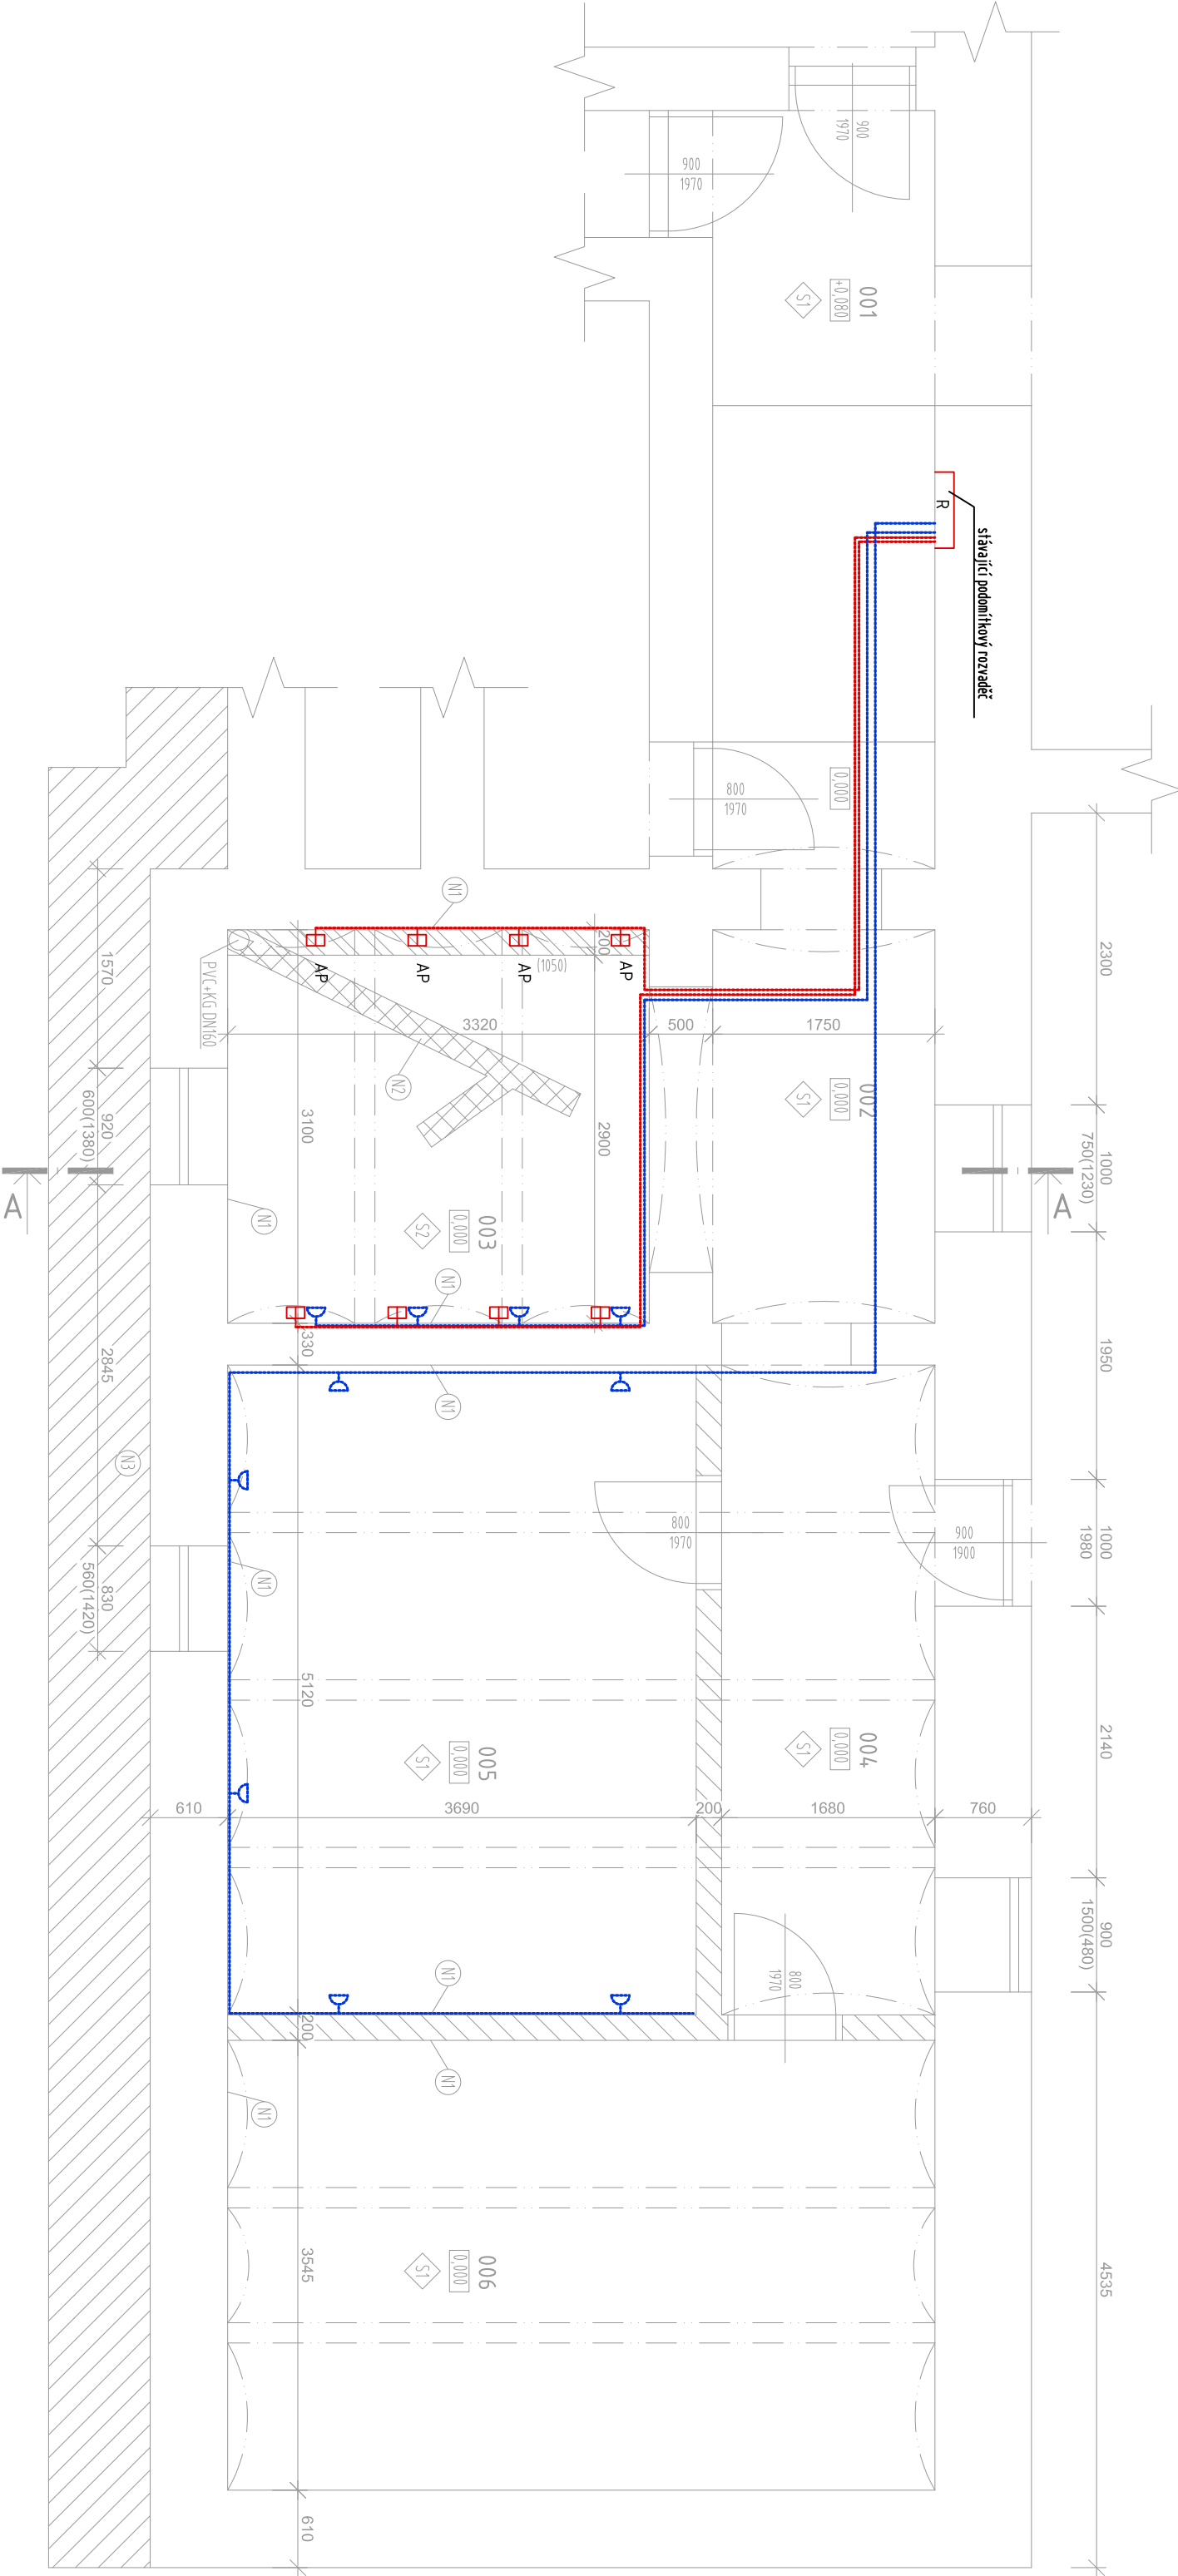 900
1970
900
1970
001
+0,080
S1
R
stávající podomítkový rozvaděč
0,000
800
1970
N1
200
(1050)
AP
AP
AP
AP
PVC-KG DN160
N2
3320
500
1750
2300
1570
920
600(1380)
3100
2900
002
0,000
S1
1000
750(1230)
A
A
N1
003
0,000
S2
N1
330
N1
1950
2845
N3
800
1970
900
1900
1000
1980
830
560(1420)
N1
5120
005
0,000
S1
004
0,000
S1
2140
610
3690
200
1680
760
900
1500(480)
800
1970
N1
200
N1
N1
3545
006
0,000
S1
4535
610